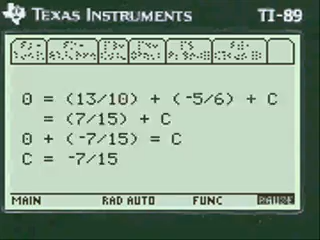 TEXAS INSTRUMENTS TI-89
0 = (13/10) + (-5/6) + C
= (7/15) + C
0 + (-7/15) = C
C = -7/15
MAIN RAD AUTO FUNC PAUSE